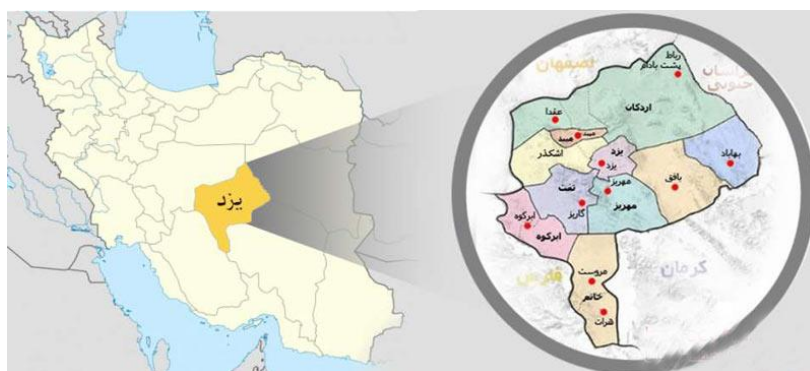 یزد
اصفهان
خراسان
جنوبی
رباط
پشت بادام
اردکان
عقدا
میبد
میبد
اشکذر
یزد
یزد
بافق
بهاباد
تفت
مهریز
مهریز
گاریز
ابرکوه
ابرکوه
فارس
کرمان
مروست
خاتم
هرات